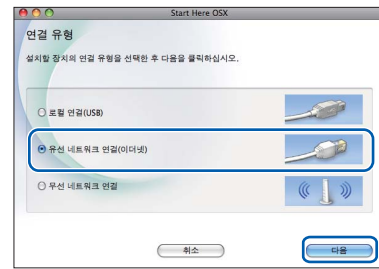 Start Here OSX
연결 유형
설치할 장치의 연결 유형을 선택한 후 다음을 클릭하십시오.
로컬 연결(USB)
유선 네트워크 연결(이더넷)
무선 네트워크 연결
취소
다음